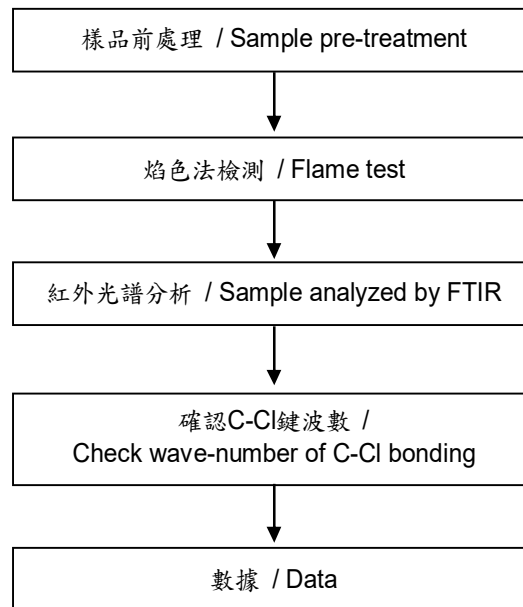 樣品前處理 / Sample pre-treatment
焰色法檢測 / Flame test
紅外光譜分析 / Sample analyzed by FTIR
確認C-Cl鍵波數 /
Check wave-number of C-Cl bonding
數據 / Data